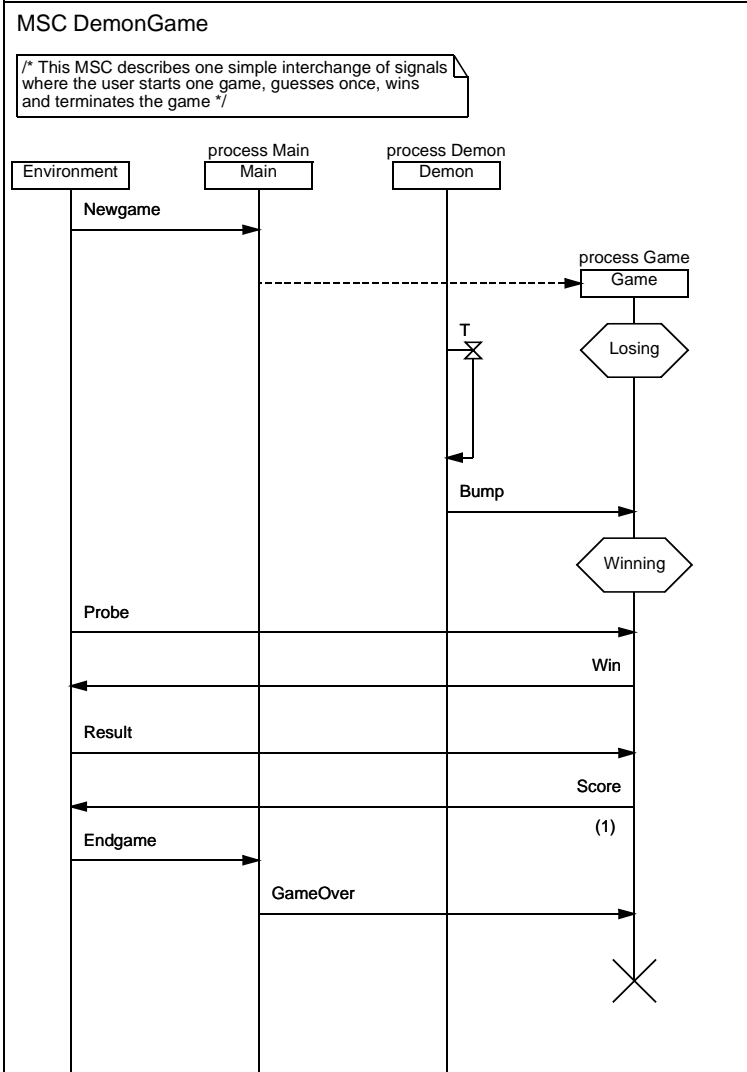 MSC DemonGame
/* This MSC describes one simple interchange of signals
where the user starts one game, guesses once, wins
and terminates the game */
process Main
process Demon
Environment
Main
Demon
Newgame
process Game
Game
T
Losing
Bump
Winning
Probe
Win
Result
Score
(1)
Endgame
GameOver